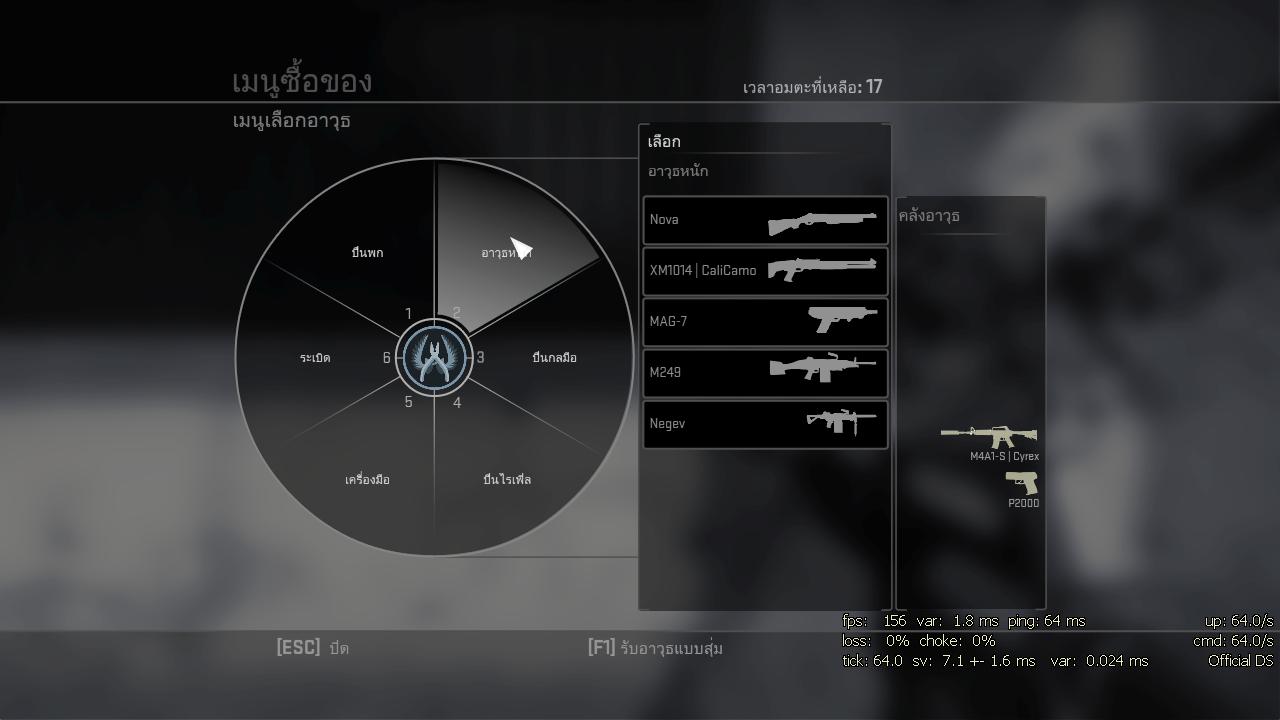 เมนูซื้อของ
เวลาอมตะที่เหลือ: 17
เมนูเลือกอาวุธ
เลือก
อาวุธหนัก
Nova
XM1014 | CaliCamo
MAG-7
M249
Negev
คลังอาวุธ
M4A1-S | Cyrex
P2000
ปืนพก
อาวุธหนัก
1
2
ระเบิด
6
3
ปืนกลมือ
5
4
เครื่องมือ
ปืนไรเฟิล
[ESC] ปิด
[F1] รับอาวุธแบบสุ่ม
fps: 156 var: 1.8 ms ping: 64 ms up: 64.0/s
loss: 0% choke: 0% cmd: 64.0/s
tick: 64.0 sv: 7.1 +- 1.6 ms var: 0.024 ms Official DS